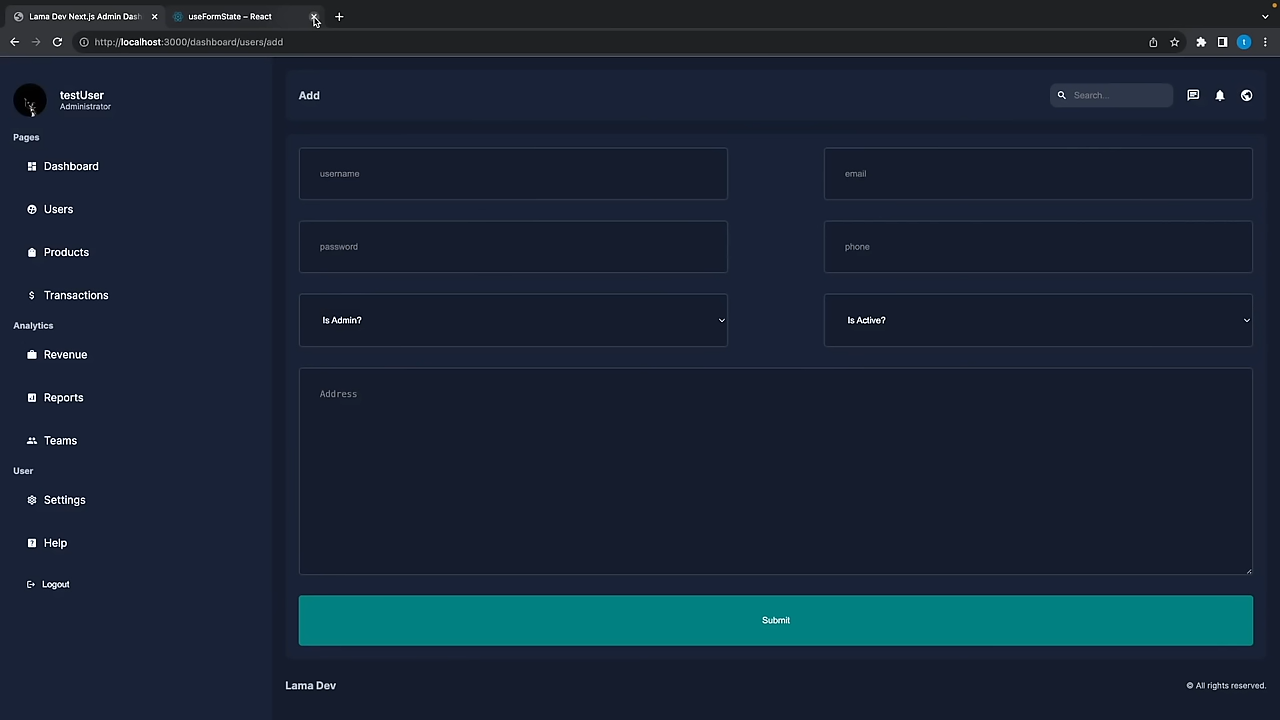 Lama Dev Next.js Admin Dash
useFormState – React
http://localhost:3000/dashboard/users/add
t
testUser
Administrator
Pages
Dashboard
Users
Products
Transactions
Analytics
Revenue
Reports
Teams
User
Settings
Help
Logout
Add
Search...
username
email
password
phone
Is Admin?
Is Active?
Address
Submit
Lama Dev
© All rights reserved.